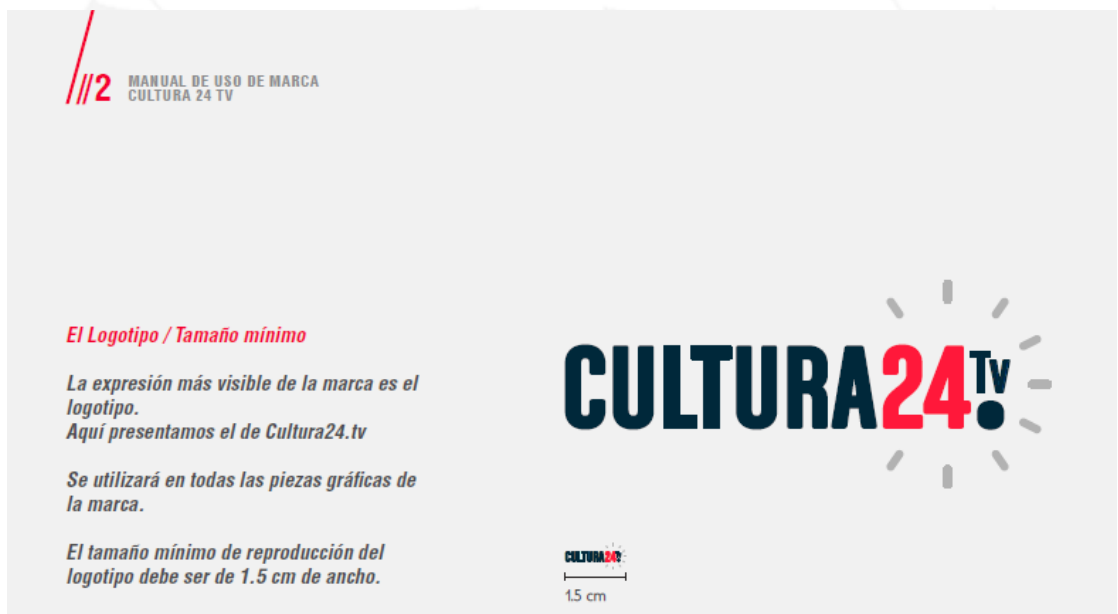 ///2
MANUAL DE USO DE MARCA
CULTURA 24 TV
El Logotipo / Tamaño mínimo
La expresión más visible de la marca es el
logotipo.
Aquí presentamos el de Cultura24.tv
Se utilizará en todas las piezas gráficas de
la marca.
El tamaño mínimo de reproducción del
logotipo debe ser de 1.5 cm de ancho.
CULTURA24TV
CULTURA24
1.5 cm